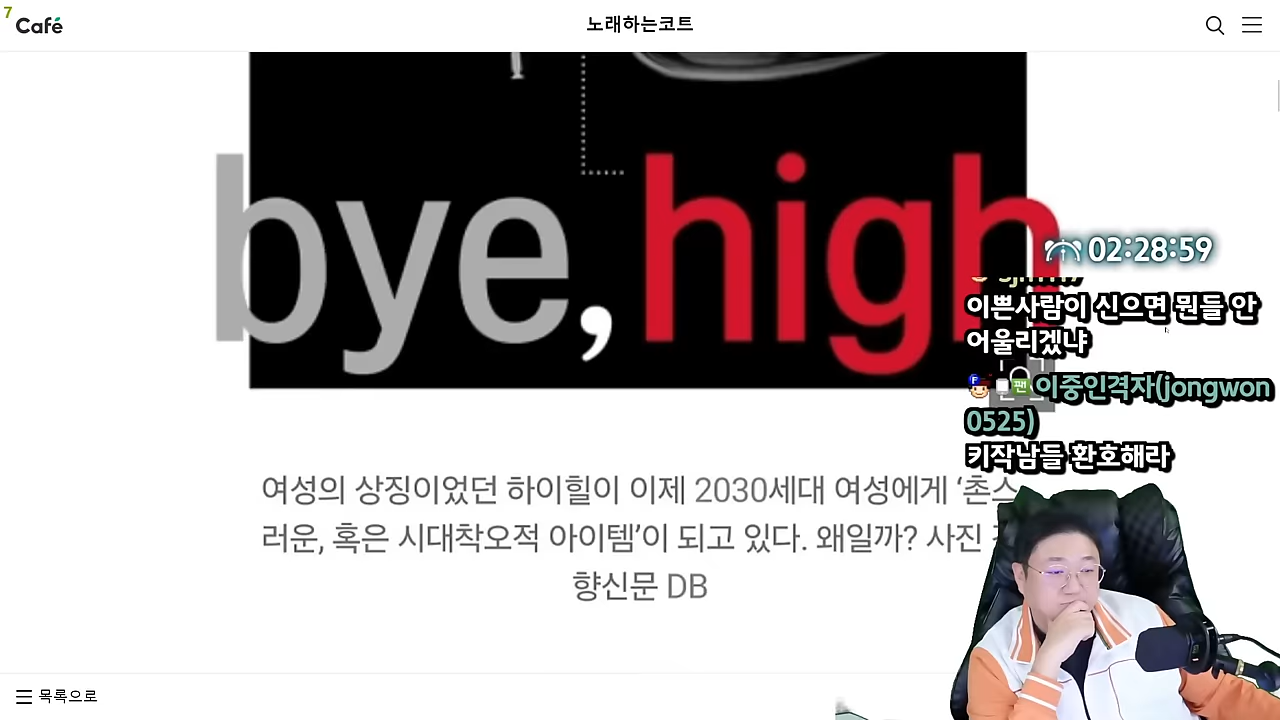 7
Café
노래하는코트
bye, high
02:28:59
이쁜사람이 신으면 뭔들 안
어울리겠냐
F 팬 이중인격자(jongwon
0525)
키작남들 환호해라
여성의 상징이었던 하이힐이 이제 2030세대 여성에게 ‘촌스
러운, 혹은 시대착오적 아이템’이 되고 있다. 왜일까? 사진
향신문 DB
목록으로